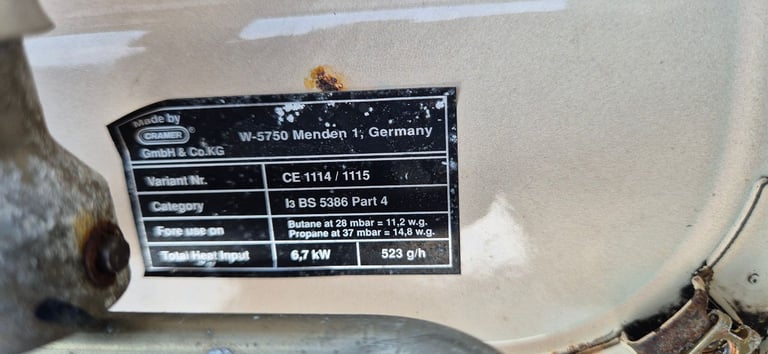 Made by
CRAMER®
GmbH & Co.KG
W-5750 Menden 1, Germany
Variant Nr. CE 1114 / 1115
Category I3 BS 5386 Part 4
Fore use on Butane at 28 mbar = 11,2 w.g.
Propane at 37 mbar = 14,8 w.g.
Total Heat Input 6,7 kW 523 g/h